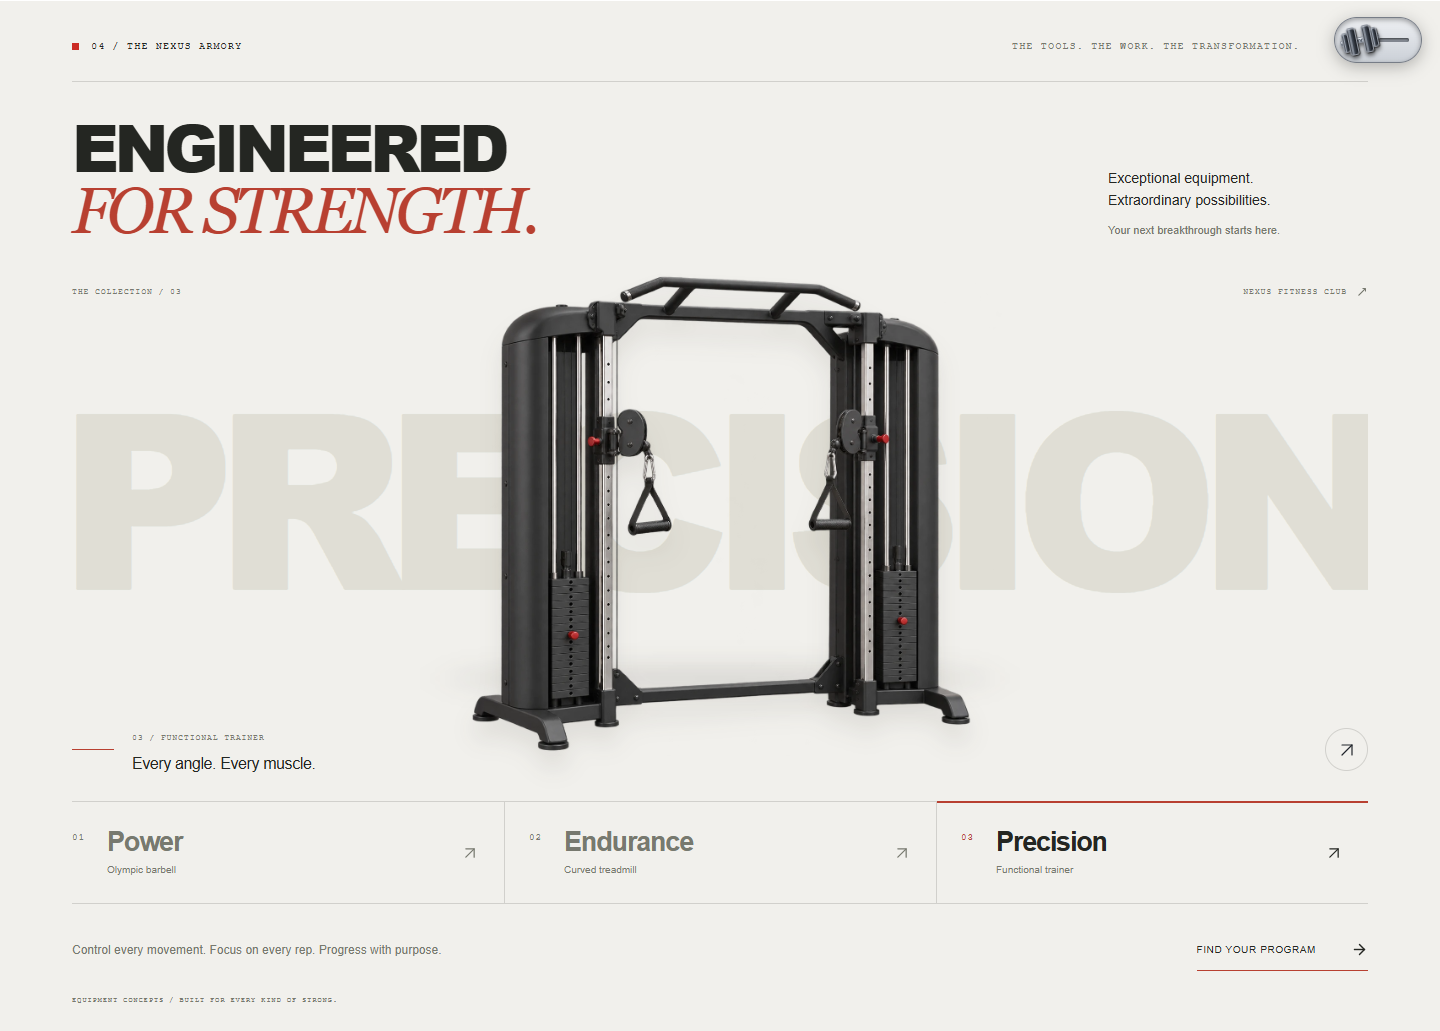 04 / THE NEXUS ARMORY
THE TOOLS. THE WORK. THE TRANSFORMATION.
ENGINEERED
FOR STRENGTH.
Exceptional equipment.
Extraordinary possibilities.
Your next breakthrough starts here.
THE COLLECTION / 03
NEXUS FITNESS CLUB ↗
PRECISION
03 / FUNCTIONAL TRAINER
Every angle. Every muscle.
01 Power
Olympic barbell
02 Endurance
Curved treadmill
03 Precision
Functional trainer
Control every movement. Focus on every rep. Progress with purpose.
FIND YOUR PROGRAM →
EQUIPMENT CONCEPTS / BUILT FOR EVERY KIND OF STRONG.